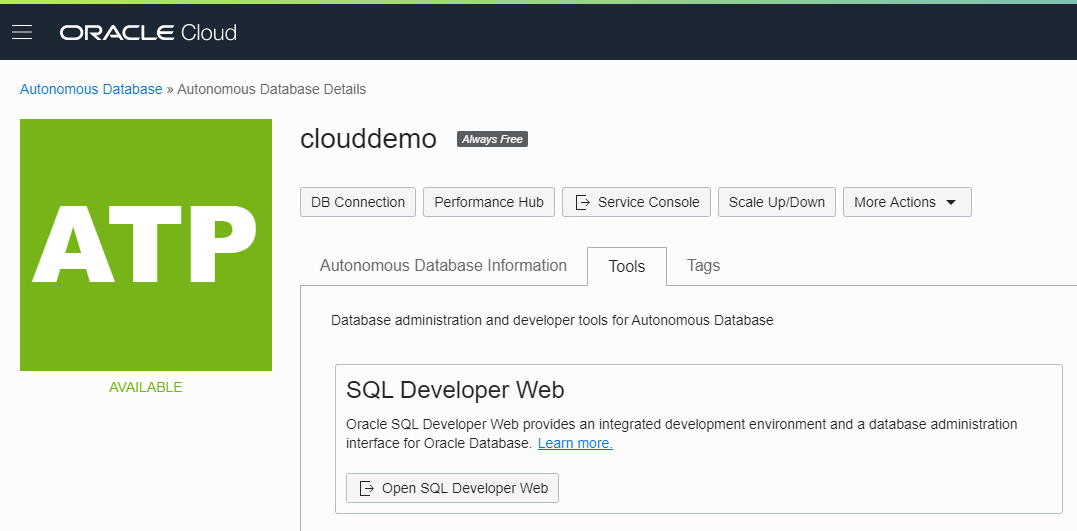 ORACLE Cloud
Autonomous Database » Autonomous Database Details
ATP
AVAILABLE
clouddemo Always Free
DB Connection Performance Hub Service Console Scale Up/Down More Actions
Autonomous Database Information Tools Tags
Database administration and developer tools for Autonomous Database
SQL Developer Web
Oracle SQL Developer Web provides an integrated development environment and a database administration
interface for Oracle Database. Learn more.
Open SQL Developer Web